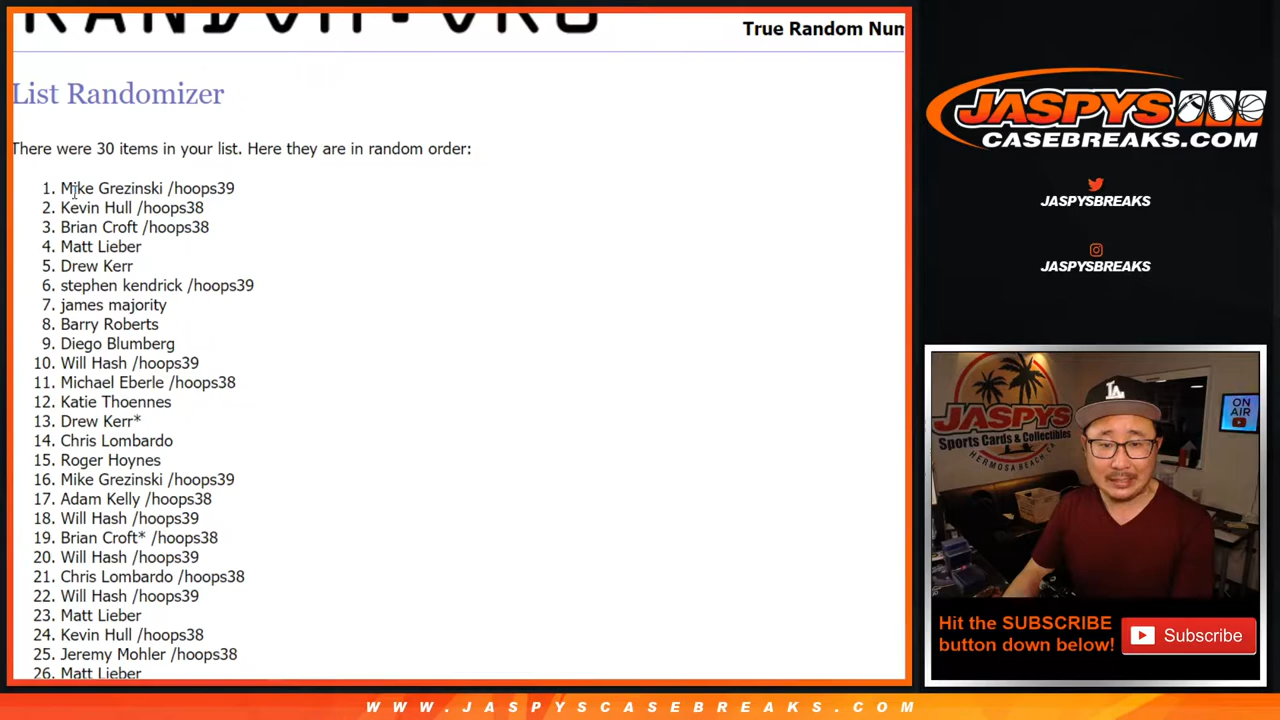 RANDOM.ORG
True Random Num
List Randomizer
There were 30 items in your list. Here they are in random order:
1. Mike Grezinski /hoops39
2. Kevin Hull /hoops38
3. Brian Croft /hoops38
4. Matt Lieber
5. Drew Kerr
6. stephen kendrick /hoops39
7. james majority
8. Barry Roberts
9. Diego Blumberg
10. Will Hash /hoops39
11. Michael Eberle /hoops38
12. Katie Thoennes
13. Drew Kerr*
14. Chris Lombardo
15. Roger Hoynes
16. Mike Grezinski /hoops39
17. Adam Kelly /hoops38
18. Will Hash /hoops39
19. Brian Croft* /hoops38
20. Will Hash /hoops39
21. Chris Lombardo /hoops38
22. Will Hash /hoops39
23. Matt Lieber
24. Kevin Hull /hoops38
25. Jeremy Mohler /hoops38
26. Matt Lieber
JASPYS
CASEBREAKS.COM
JASPYSBREAKS
JASPYSBREAKS
JASPYS
Sports Cards & Collectibles
HERMOSA BEACH, CA
LA
ON AIR
Hit the SUBSCRIBE
button down below!
Subscribe
WWW.JASPYSCASEBREAKS.COM